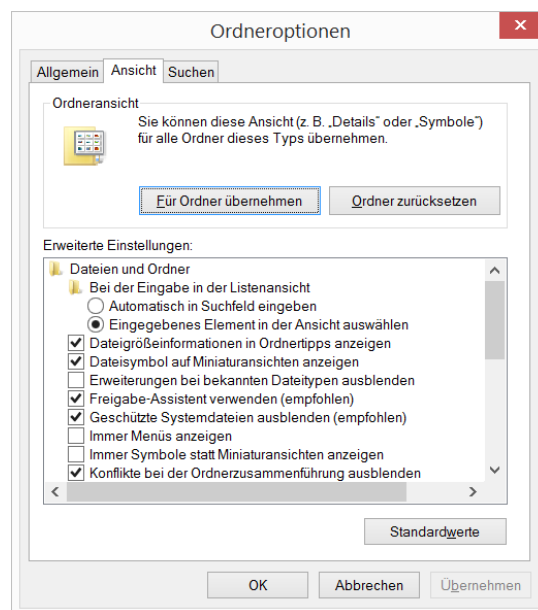 Ordneroptionen
Allgemein Ansicht Suchen
Ordneransicht
Sie können diese Ansicht (z. B. „Details“ oder „Symbole“)
für alle Ordner dieses Typs übernehmen.
Für Ordner übernehmen Ordner zurücksetzen
Erweiterte Einstellungen:
Dateien und Ordner
Bei der Eingabe in der Listenansicht
Automatisch in Suchfeld eingeben
Eingegebenes Element in der Ansicht auswählen
Dateigrößeinformationen in Ordnertipps anzeigen
Dateisymbol auf Miniaturansichten anzeigen
Erweiterungen bei bekannten Dateitypen ausblenden
Freigabe-Assistent verwenden (empfohlen)
Geschützte Systemdateien ausblenden (empfohlen)
Immer Menüs anzeigen
Immer Symbole statt Miniaturansichten anzeigen
Konflikte bei der Ordnerzusammenführung ausblenden
Standardwerte
OK Abbrechen Übernehmen